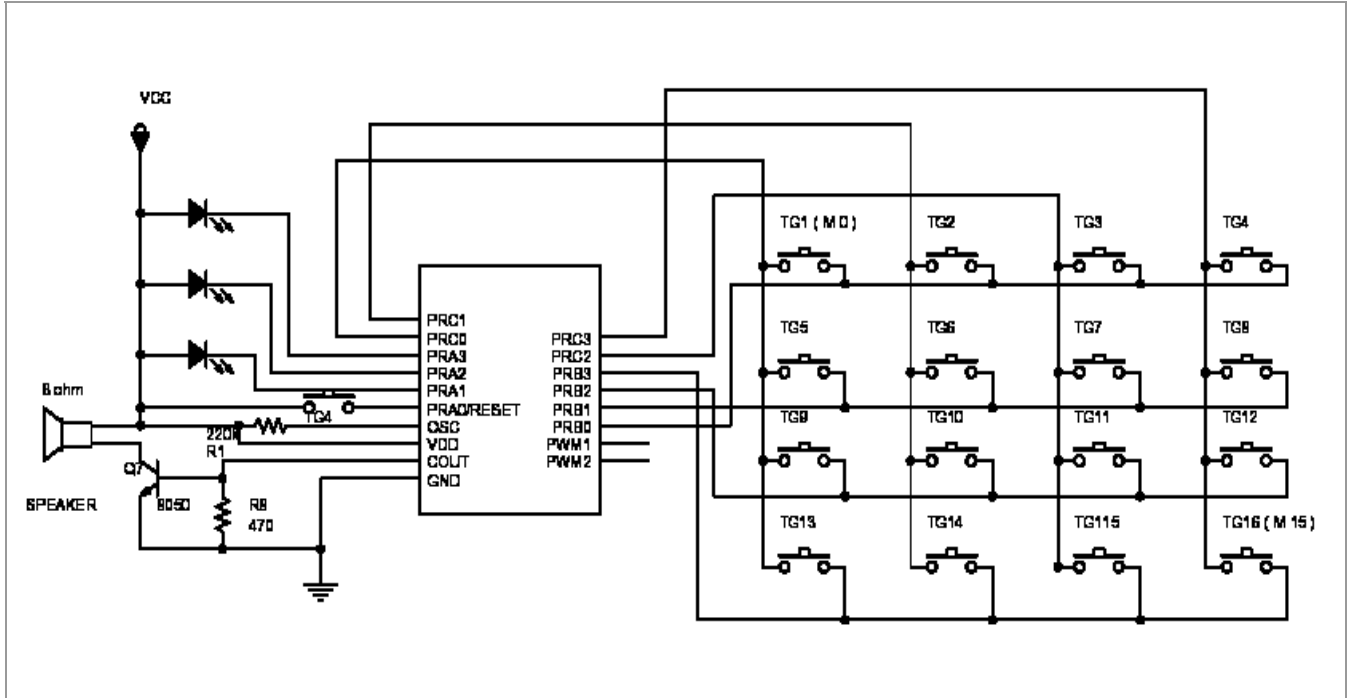 VCC
TG1 ( M 0 )
TG2
TG3
TG4
PRC1
PRC0
PRA3
PRA2
PRA1
PRA0/RESET
OSC
VDD
COUT
GND
PRC3
PRC2
PRB3
PRB2
PRB1
PRB0
PWM1
PWM2
TG5
TG6
TG7
TG8
8 ohm
TG4
220K
R1
Q7
8050
SPEAKER
R8
470
TG9
TG10
TG11
TG12
TG13
TG14
TG115
TG16 ( M 15 )